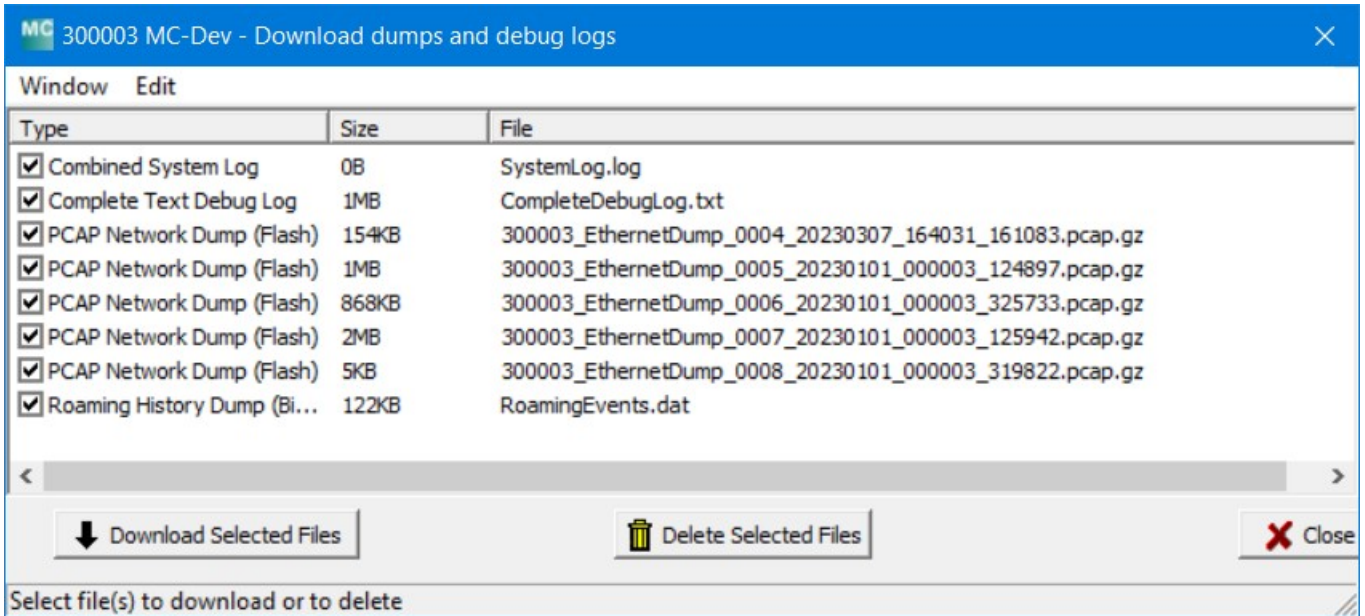 MC 300003 MC-Dev - Download dumps and debug logs
Window Edit
Type Size File
Combined System Log 0B SystemLog.log
Complete Text Debug Log 1MB CompleteDebugLog.txt
PCAP Network Dump (Flash) 154KB 300003_EthernetDump_0004_20230307_164031_161083.pcap.gz
PCAP Network Dump (Flash) 1MB 300003_EthernetDump_0005_20230101_000003_124897.pcap.gz
PCAP Network Dump (Flash) 868KB 300003_EthernetDump_0006_20230101_000003_325733.pcap.gz
PCAP Network Dump (Flash) 2MB 300003_EthernetDump_0007_20230101_000003_125942.pcap.gz
PCAP Network Dump (Flash) 5KB 300003_EthernetDump_0008_20230101_000003_319822.pcap.gz
Roaming History Dump (Bi... 122KB RoamingEvents.dat
Download Selected Files Delete Selected Files Close
Select file(s) to download or to delete